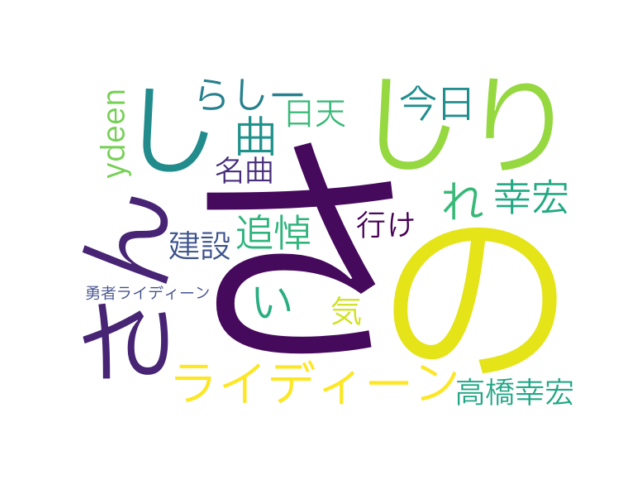 ydeen
し
らしー
しり
今日
曲
日天
名曲
さ
れ
幸宏
さん
建設
追悼
行け
の
勇者ライディーン
い
気
ライディーン
高橋幸宏